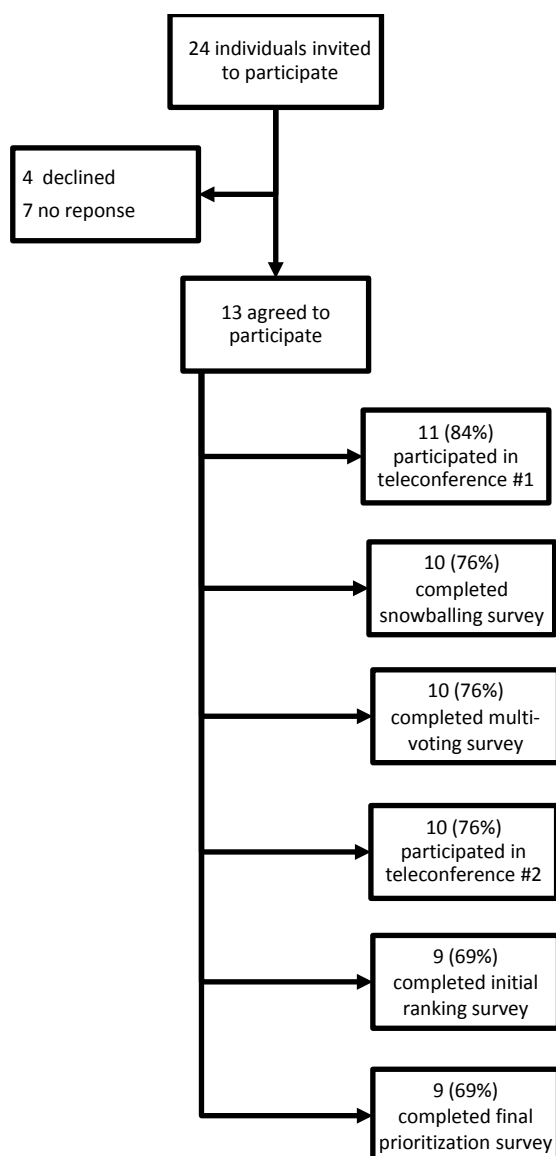 24 individuals invited
to participate
4 declined
7 no reponse
13 agreed to
participate
11 (84%)
participated in
teleconference #1
10 (76%)
completed
snowballing survey
10 (76%)
completed multi-
voting survey
10 (76%)
participated in
teleconference #2
9 (69%)
completed initial
ranking survey
9 (69%)
completed final
prioritization survey